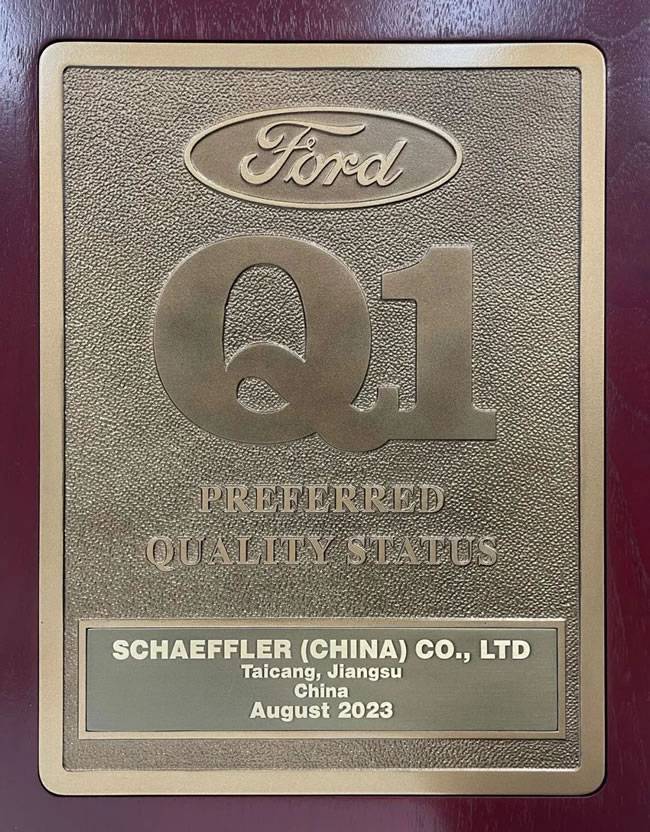 Ford
Q1
PREFERRED
QUALITY STATUS
SCHAEFFLER (CHINA) CO., LTD
Taicang, Jiangsu
China
August 2023